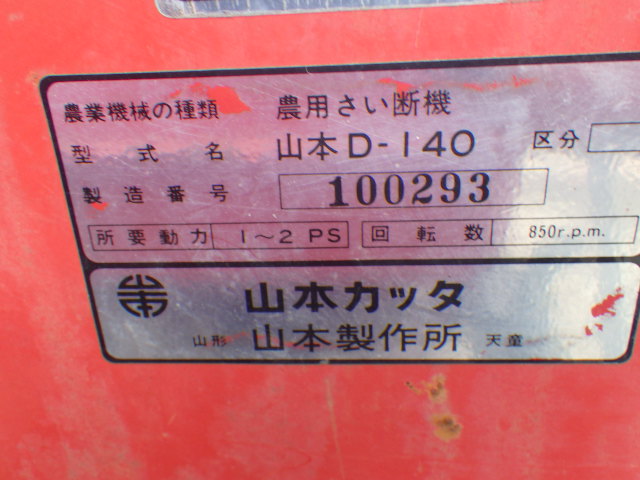 農業機械の種類 農用さい断機
型式名 山本D-140 区分
製造番号 100293
所要動力 1～2 PS 回転数 850r.p.m.
山本カッタ
山形 山本製作所 天童